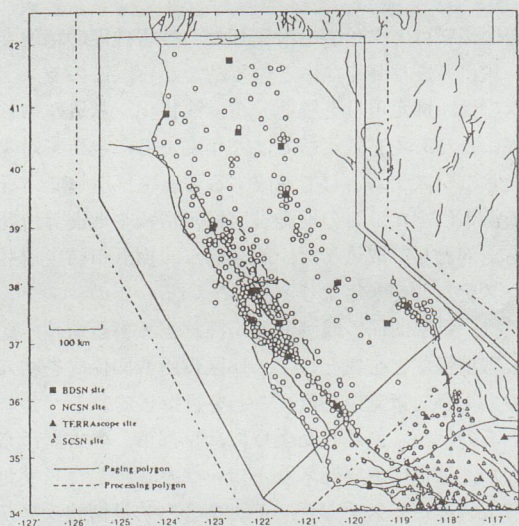 42'
41'
40'
39'
38'
37'
36'
35'
34'
100 km
BDSN site
NCSN site
TERRAscope site
SCSN site
Paging polygon
Processing polygon
-127' -126' -125' -124' -123' -122' -121' -120' -119' -118' -117'